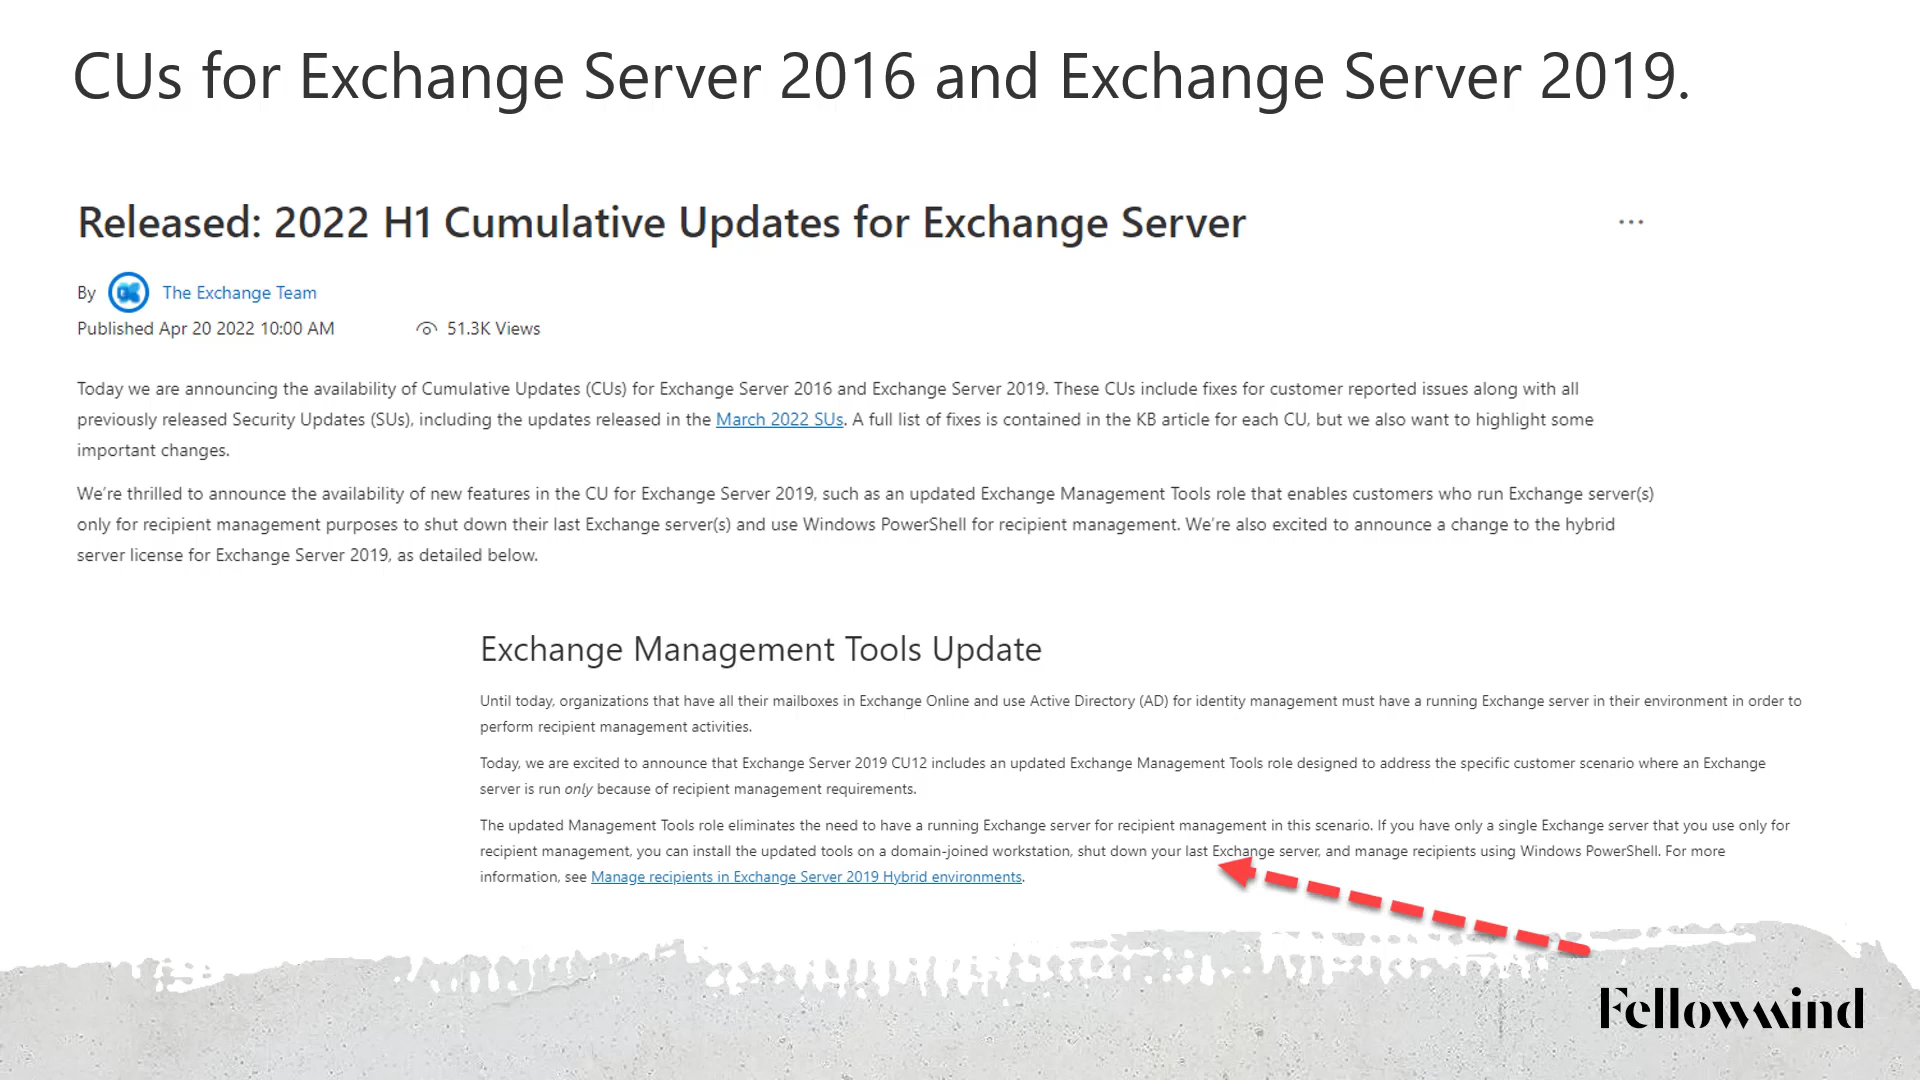 CUs for Exchange Server 2016 and Exchange Server 2019.
Released: 2022 H1 Cumulative Updates for Exchange Server
By The Exchange Team
Published Apr 20 2022 10:00 AM 51.3K Views
Today we are announcing the availability of Cumulative Updates (CUs) for Exchange Server 2016 and Exchange Server 2019. These CUs include fixes for customer reported issues along with all
previously released Security Updates (SUs), including the updates released in the March 2022 SUs. A full list of fixes is contained in the KB article for each CU, but we also want to highlight some
important changes.
We’re thrilled to announce the availability of new features in the CU for Exchange Server 2019, such as an updated Exchange Management Tools role that enables customers who run Exchange server(s)
only for recipient management purposes to shut down their last Exchange server(s) and use Windows PowerShell for recipient management. We’re also excited to announce a change to the hybrid
server license for Exchange Server 2019, as detailed below.
Exchange Management Tools Update
Until today, organizations that have all their mailboxes in Exchange Online and use Active Directory (AD) for identity management must have a running Exchange server in their environment in order to
perform recipient management activities.
Today, we are excited to announce that Exchange Server 2019 CU12 includes an updated Exchange Management Tools role designed to address the specific customer scenario where an Exchange
server is run only because of recipient management requirements.
The updated Management Tools role eliminates the need to have a running Exchange server for recipient management in this scenario. If you have only a single Exchange server that you use only for
recipient management, you can install the updated tools on a domain-joined workstation, shut down your last Exchange server, and manage recipients using Windows PowerShell. For more
information, see Manage recipients in Exchange Server 2019 Hybrid environments.
Fellowmind